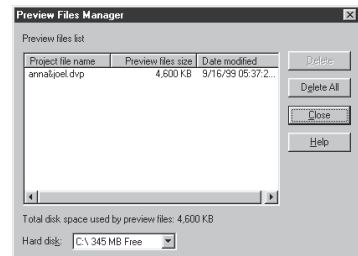 Preview Files Manager
Preview files list
Project file name Preview files size Date modified
anna&joel.dvp 4,600 KB 9/16/99 05:37:2...
Delete
Delete All
Close
Help
Total disk space used by preview files: 4,600 KB
Hard disk: C:\ 345 MB Free